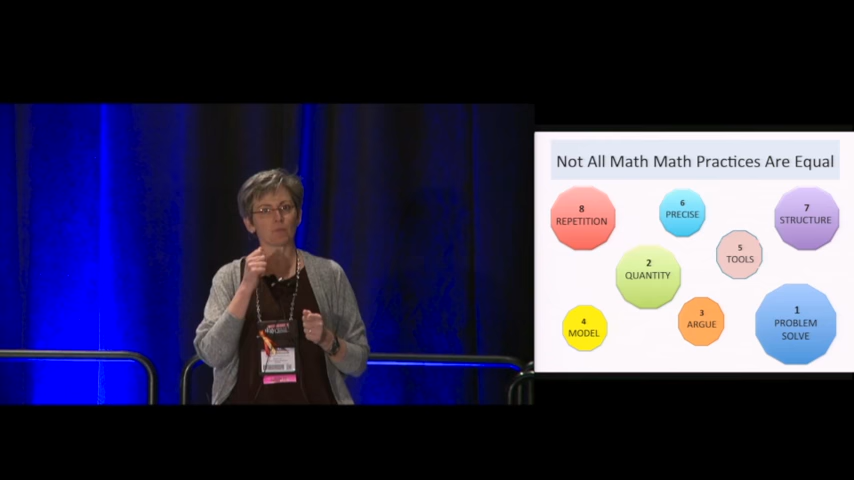 Not All Math Math Practices Are Equal
8
REPETITION
6
PRECISE
7
STRUCTURE
5
TOOLS
2
QUANTITY
4
MODEL
3
ARGUE
1
PROBLEM
SOLVE